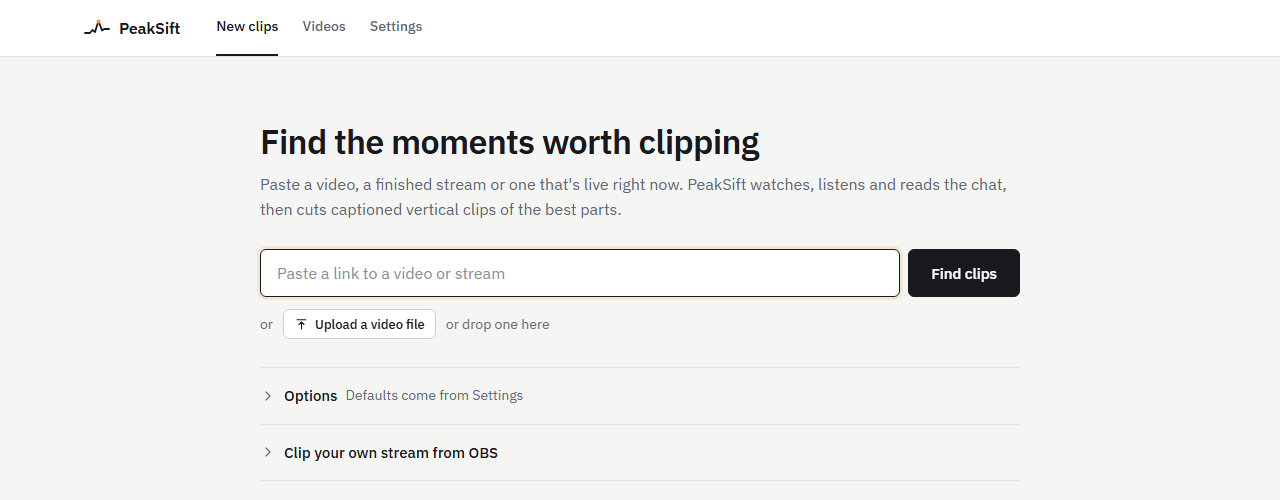 PeakSift
New clips
Videos
Settings
Find the moments worth clipping
Paste a video, a finished stream or one that's live right now. PeakSift watches, listens and reads the chat,
then cuts captioned vertical clips of the best parts.
Paste a link to a video or stream
Find clips
or
Upload a video file
or drop one here
Options Defaults come from Settings
Clip your own stream from OBS